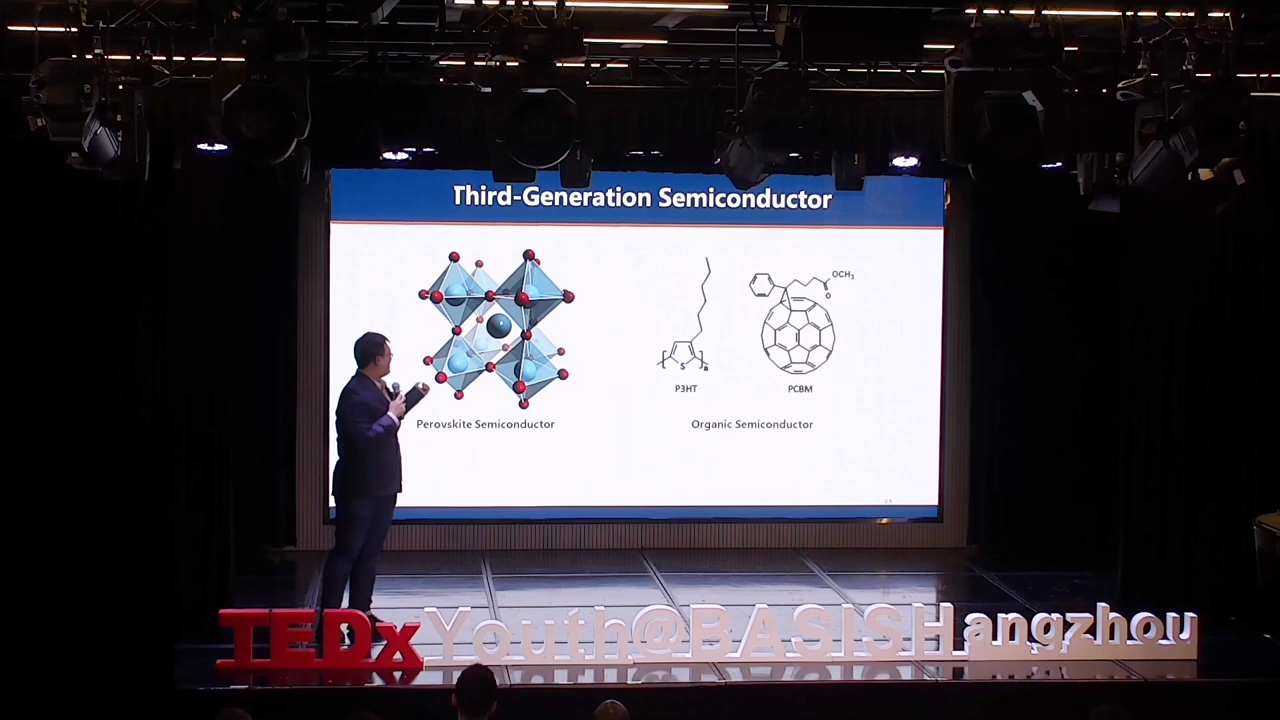 Third-Generation Semiconductor
OCH3
O
S
n
P3HT
PCBM
Perovskite Semiconductor
Organic Semiconductor
TEDxYouth@BASISHangzhou